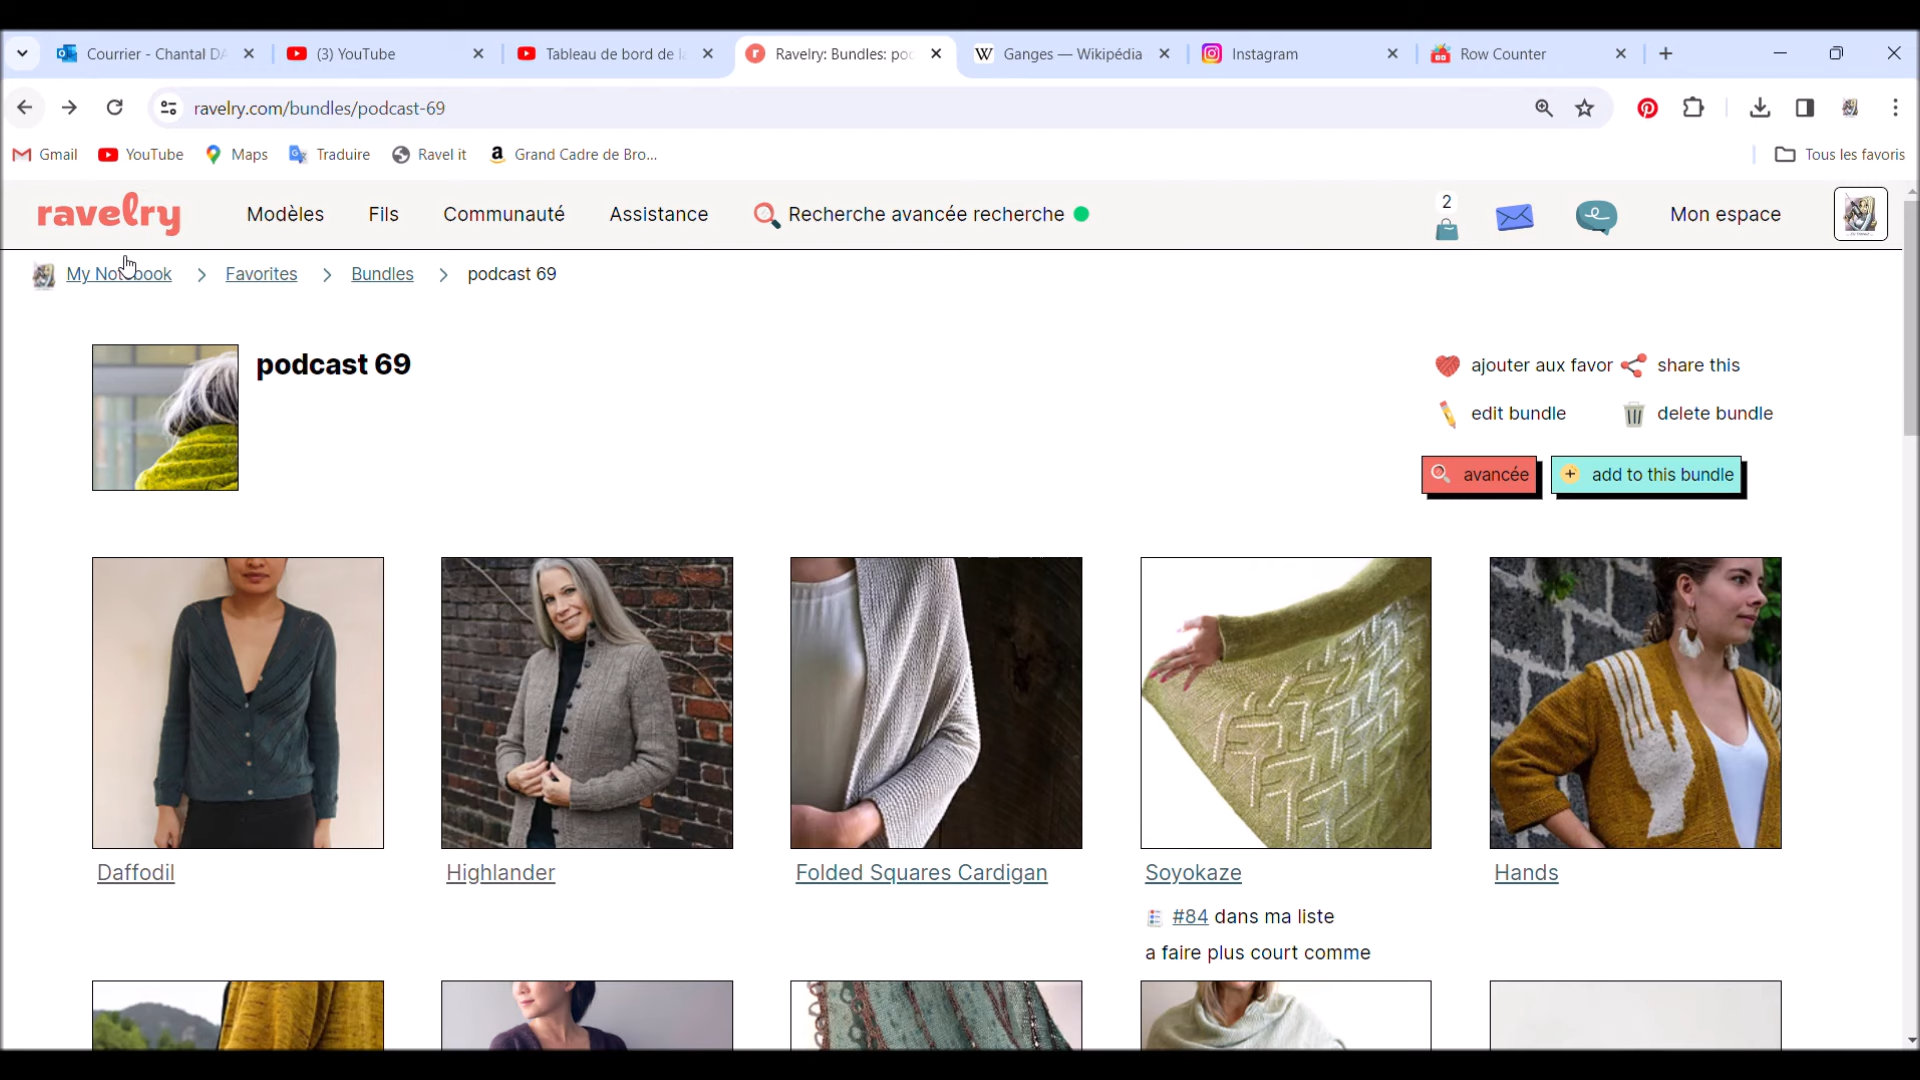 Courrier - Chantal DA
(3) YouTube
Tableau de bord de la
Ravelry: Bundles: poc
Ganges — Wikipédia
Instagram
Row Counter
ravelry.com/bundles/podcast-69
Gmail
YouTube
Maps
Traduire
Ravel it
Grand Cadre de Bro...
Tous les favoris
ravelry
Modèles
Fils
Communauté
Assistance
Recherche avancée recherche
2
Mon espace
My Notebook
Favorites
Bundles
podcast 69
podcast 69
ajouter aux favor
share this
edit bundle
delete bundle
avancée
add to this bundle
Daffodil
Highlander
Folded Squares Cardigan
Soyokaze
Hands
#84 dans ma liste
a faire plus court comme